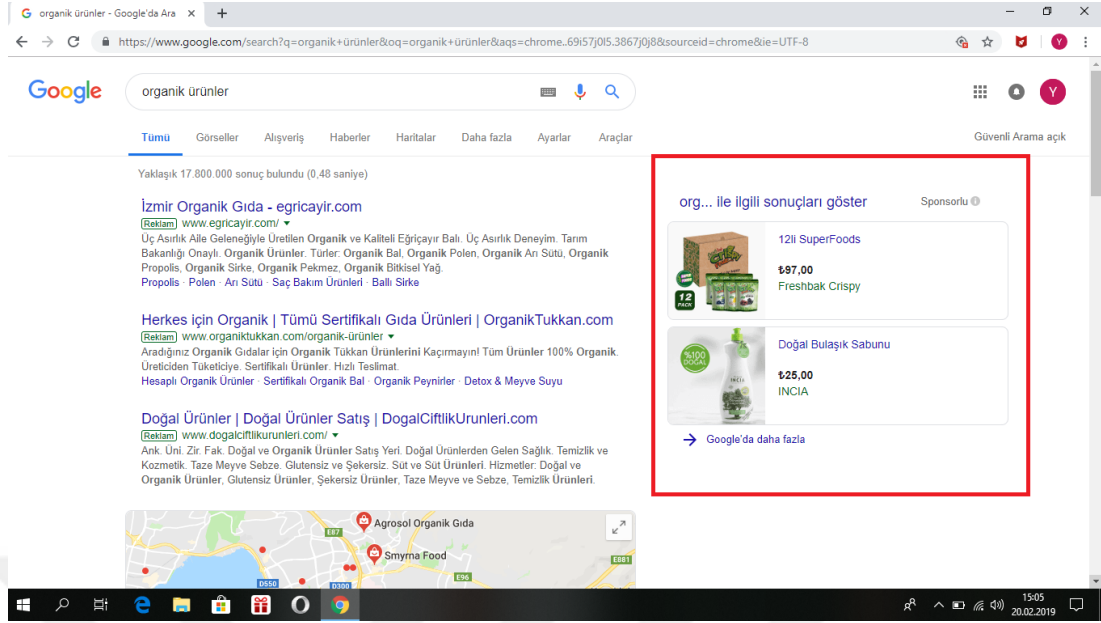 organik ürünler - Google'da Ara
https://www.google.com/search?q=organik+ürünler&oq=organik+ürünler&aqs=chrome..69i57j0l5.3867j0j8&sourceid=chrome&ie=UTF-8
Y
Google
organik ürünler
Y
Tümü Görseller Alışveriş Haberler Haritalar Daha fazla Ayarlar Araçlar
Güvenli Arama açık
Yaklaşık 17.800.000 sonuç bulundu (0,48 saniye)
İzmir Organik Gıda - egricayir.com
Reklam www.egricayir.com/
Üç Asırlık Aile Geleneğiyle Üretilen Organik ve Kaliteli Eğriçayır Balı. Üç Asırlık Deneyim. Tarım
Bakanlığı Onaylı. Organik Ürünler. Türler: Organik Bal, Organik Polen, Organik Arı Sütü, Organik
Propolis, Organik Sirke, Organik Pekmez, Organik Bitkisel Yağ.
Propolis · Polen · Arı Sütü · Saç Bakım Ürünleri · Ballı Sirke
Herkes için Organik | Tümü Sertifikalı Gıda Ürünleri | OrganikTukkan.com
Reklam www.organiktukkan.com/organik-ürünler
Aradığınız Organik Gıdalar için Organik Tükkan Ürünlerini Kaçırmayın! Tüm Ürünler 100% Organik.
Üreticiden Tüketiciye. Sertifikalı Ürünler. Hızlı Teslimat.
Hesaplı Organik Ürünler · Sertifikalı Organik Bal · Organik Peynirler · Detox & Meyve Suyu
Doğal Ürünler | Doğal Ürünler Satış | DogalCiftlikUrunleri.com
Reklam www.dogalciftlikurunleri.com/
Ank. Üni. Zir. Fak. Doğal ve Organik Ürünler Satış Yeri. Doğal Ürünlerden Gelen Sağlık. Temizlik ve
Kozmetik. Taze Meyve Sebze. Glutensiz ve Şekersiz. Süt ve Süt Ürünleri. Hizmetler: Doğal ve
Organik Ürünler, Glutensiz Ürünler, Şekersiz Ürünler, Taze Meyve ve Sebze, Temizlik Ürünleri.
org... ile ilgili sonuçları göster
Sponsorlu
12li SuperFoods
₺97,00
Freshbak Crispy
CRISPY
12
PACK
Doğal Bulaşık Sabunu
₺25,00
INCIA
%100
DOĞAL
INCIA
Google'da daha fazla
Agrosol Organik Gıda
Smyrna Food
E87
E881
E96
D550
D300
15:05
20.02.2019